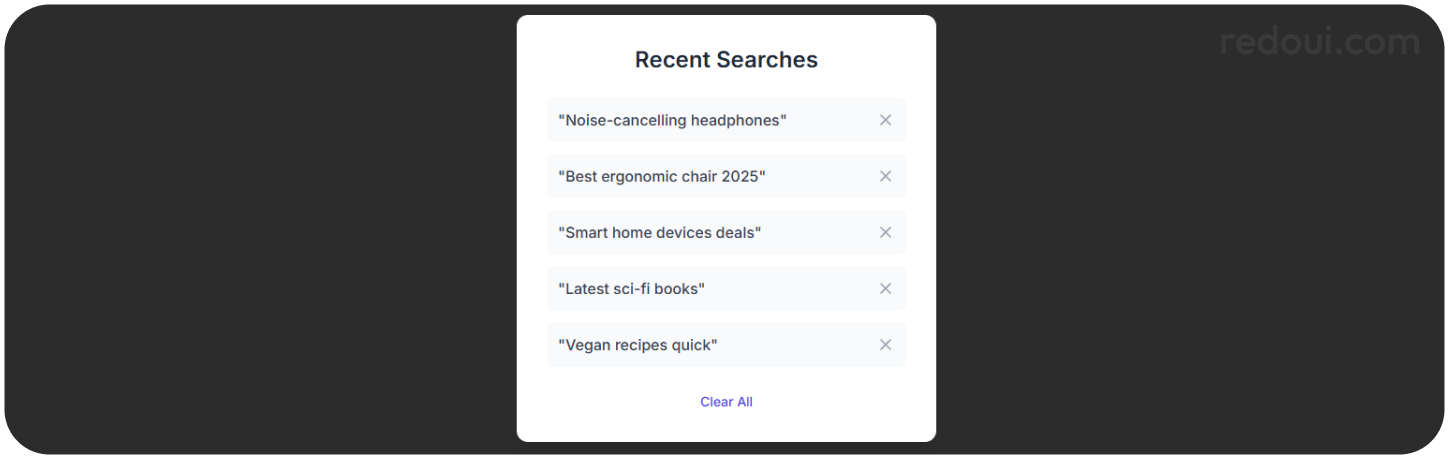 redoui.com
Recent Searches
"Noise-cancelling headphones"
"Best ergonomic chair 2025"
"Smart home devices deals"
"Latest sci-fi books"
"Vegan recipes quick"
Clear All